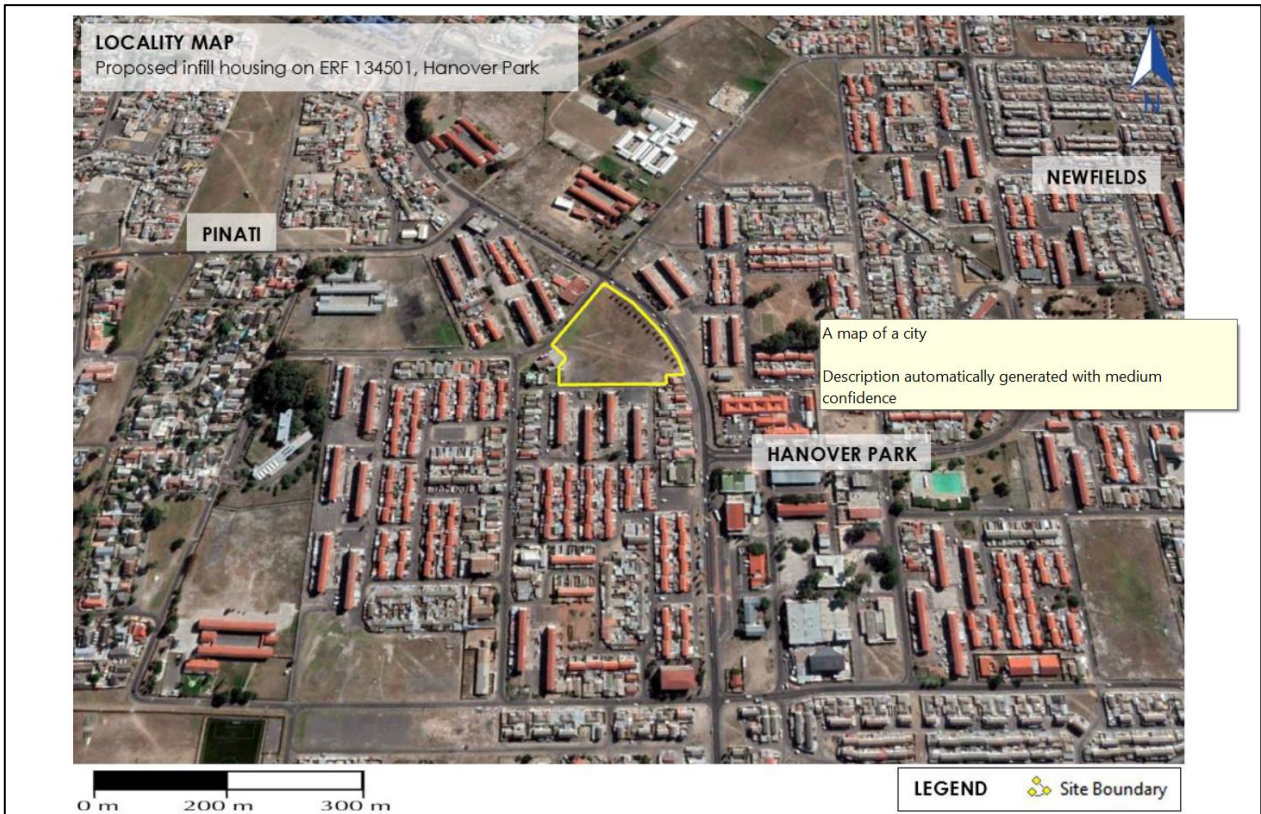 LOCALITY MAP
Proposed infill housing on ERF 134501, Hanover Park
N
NEWFIELDS
PINATI
A map of a city
Description automatically generated with medium
confidence
HANOVER PARK
0 m 200 m 300 m
LEGEND Site Boundary